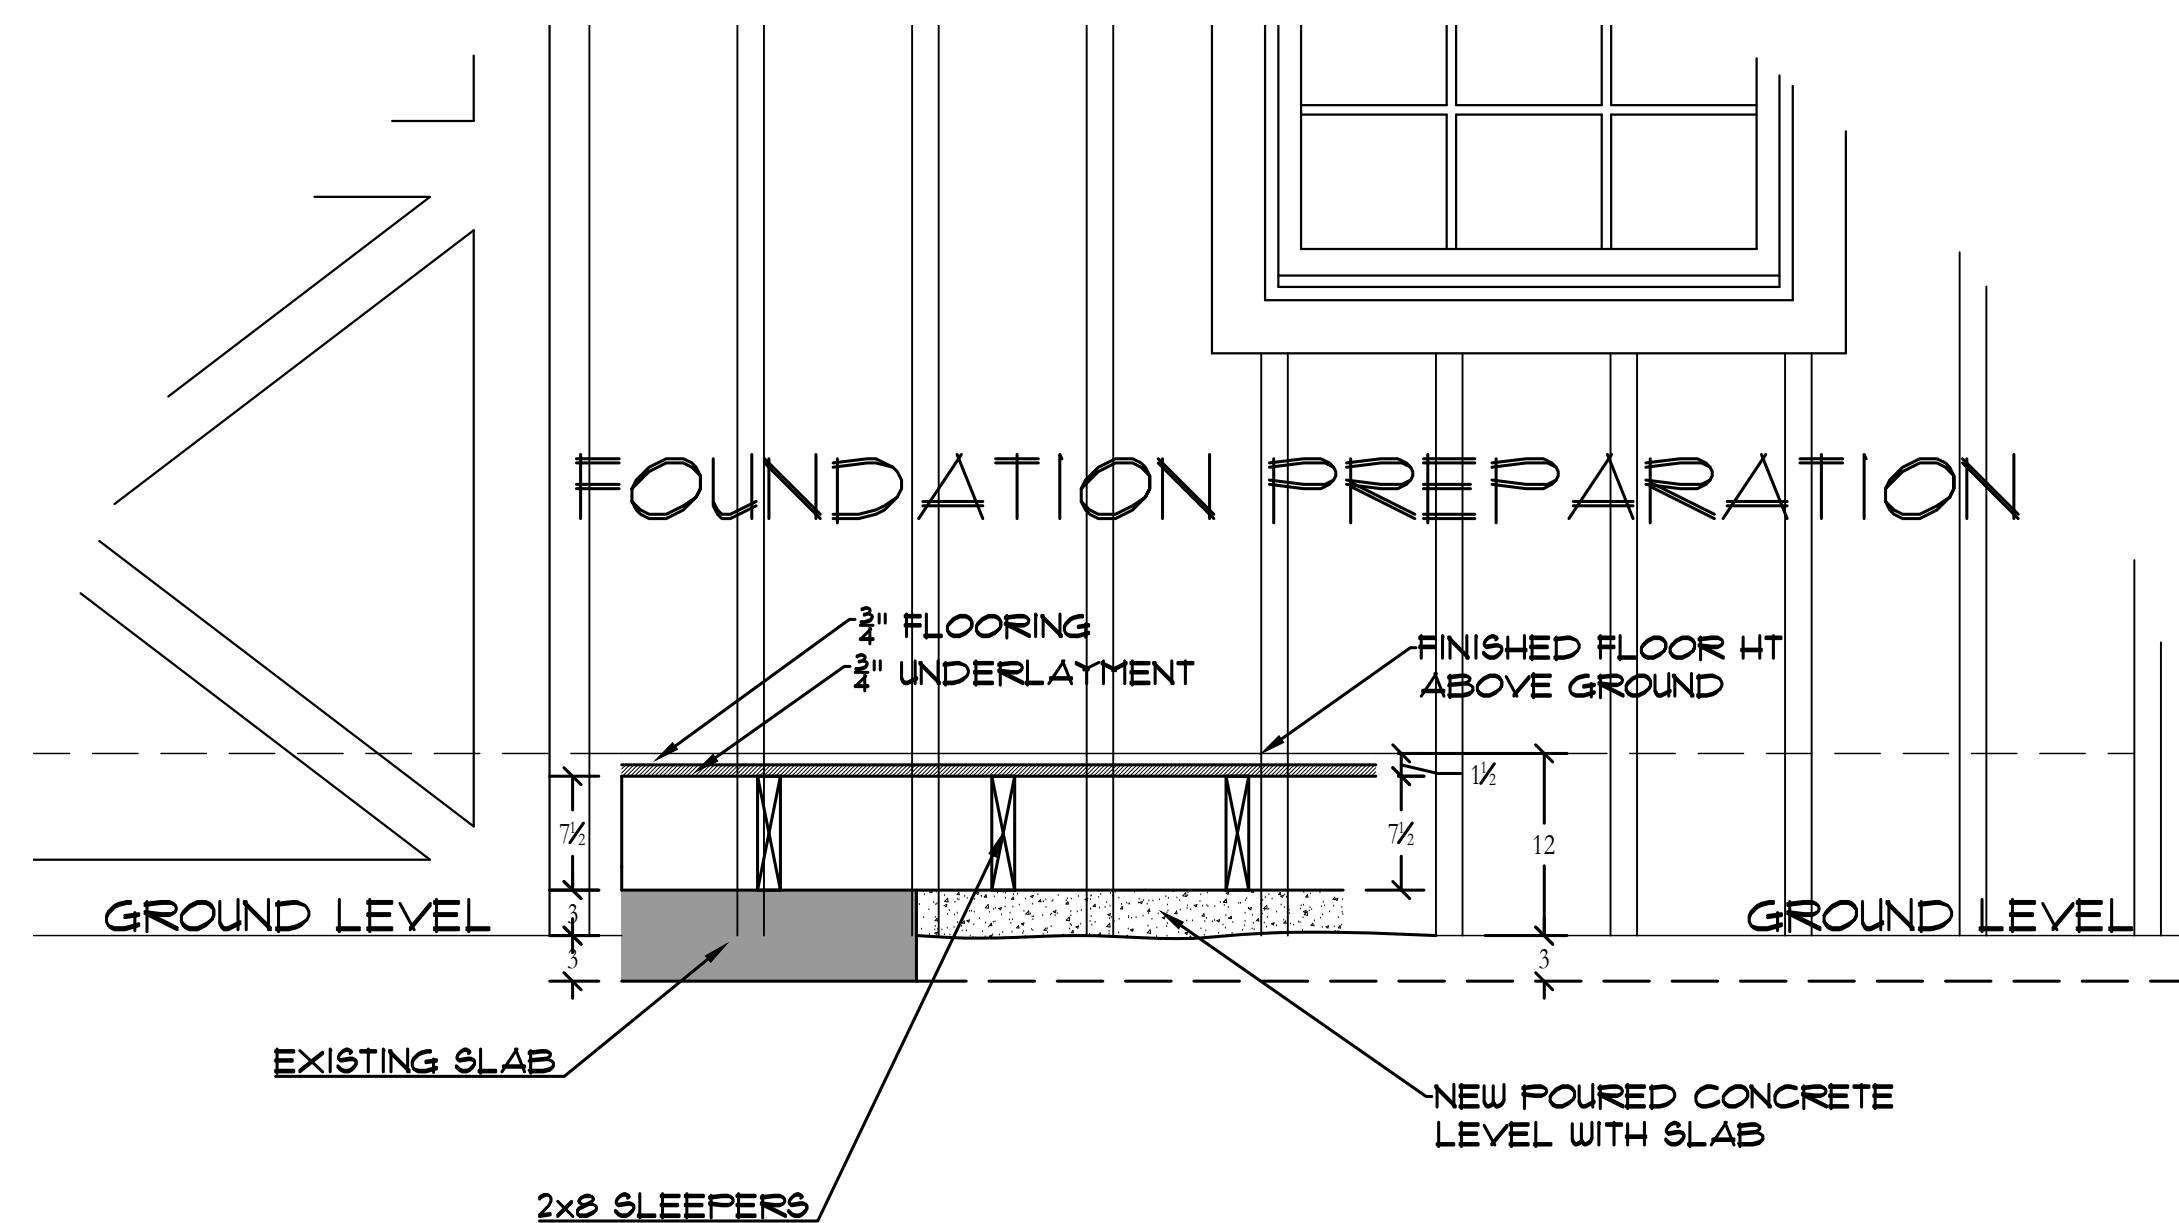 FOUNDATION PREPARATION
3/4" FLOORING
3/4" UNDERLAYMENT
FINISHED FLOOR HT
ABOVE GROUND
1½
7½
7½
12
GROUND LEVEL
3
GROUND LEVEL
3
3
EXISTING SLAB
NEW POURED CONCRETE
LEVEL WITH SLAB
2x8 SLEEPERS